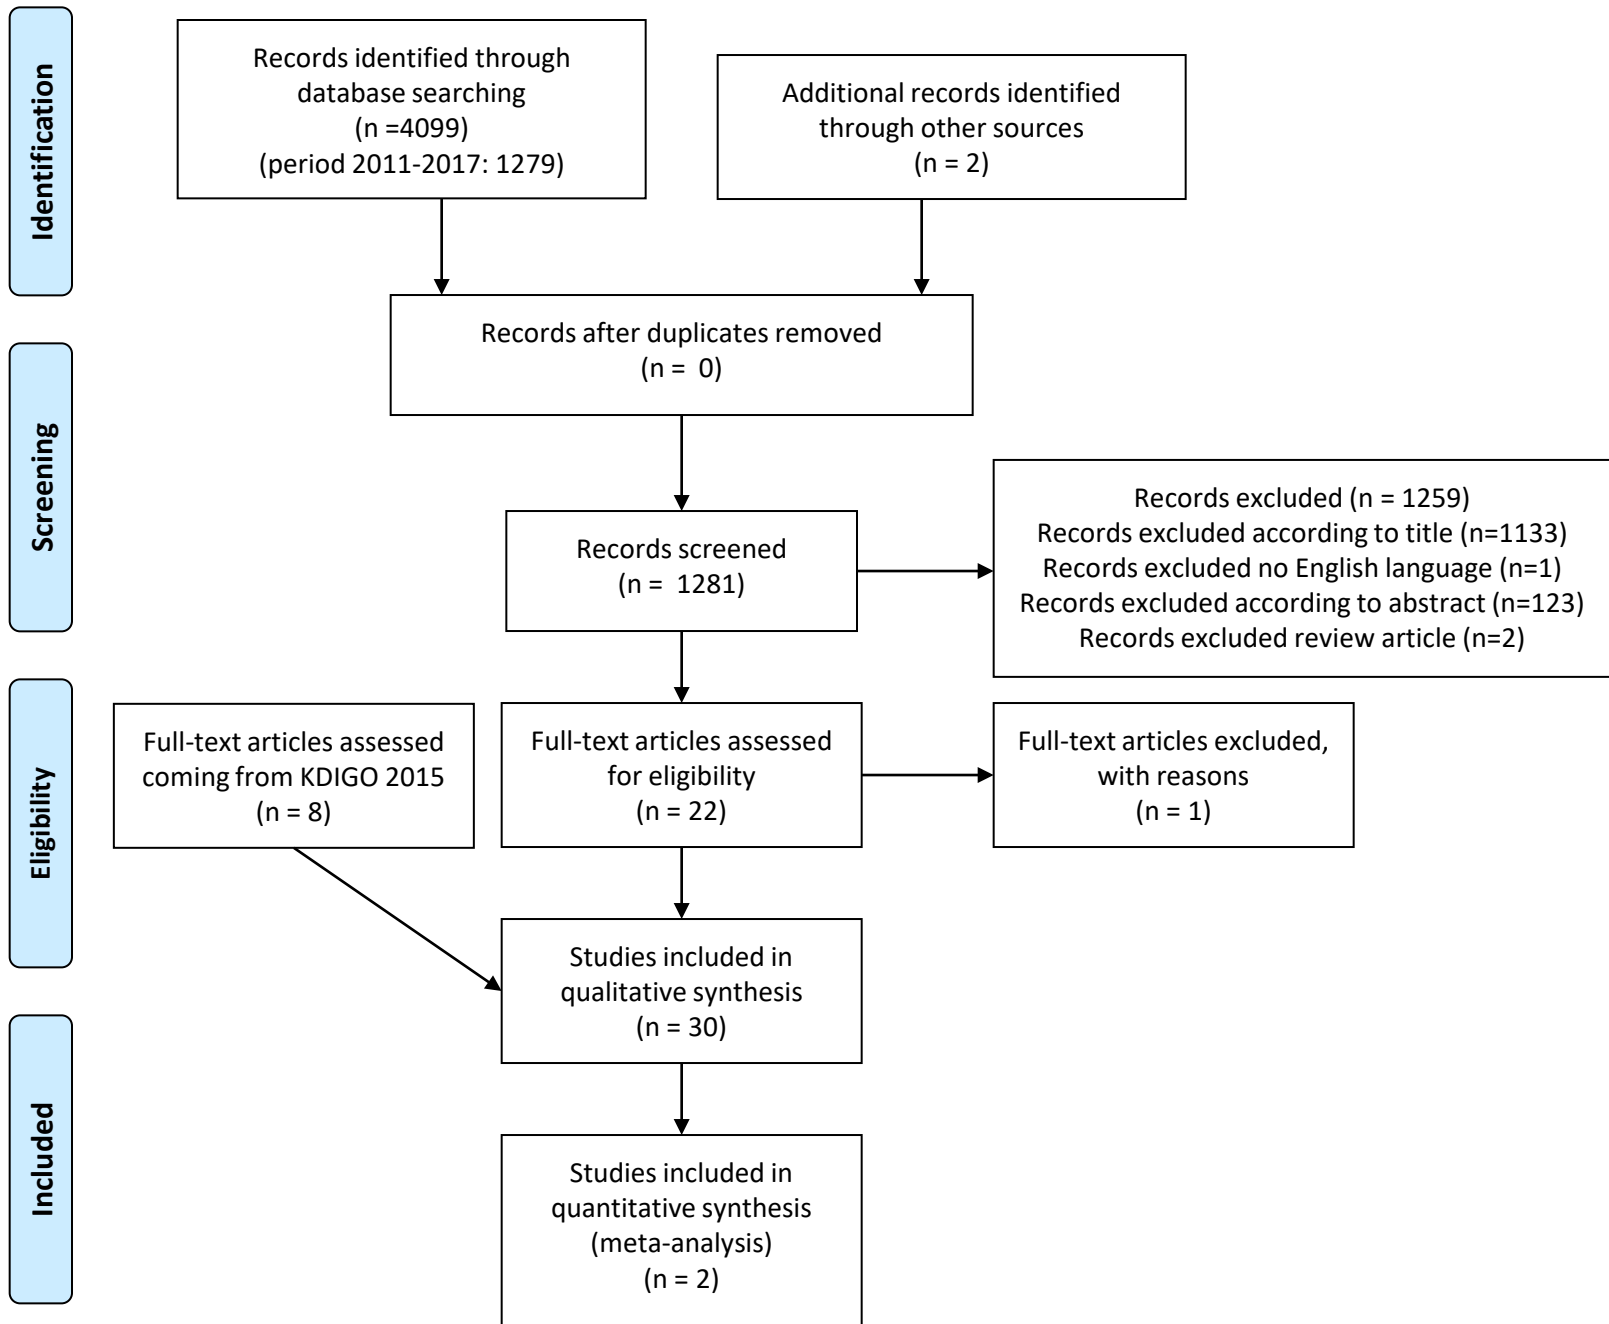 Identification
Records identified through
database searching
(n =4099)
(period 2011-2017: 1279)
Additional records identified
through other sources
(n = 2)
Records after duplicates removed
(n =  0)
Screening
Records screened
(n =  1281)
Records excluded (n = 1259)
Records excluded according to title (n=1133)
Records excluded no English language (n=1)
Records excluded according to abstract (n=123)
Records excluded review article (n=2)
Eligibility
Full-text articles assessed
coming from KDIGO 2015
(n = 8)
Full-text articles assessed
for eligibility
(n = 22)
Full-text articles excluded,
with reasons
(n = 1)
Studies included in
qualitative synthesis
(n = 30)
Included
Studies included in
quantitative synthesis
(meta-analysis)
(n = 2)